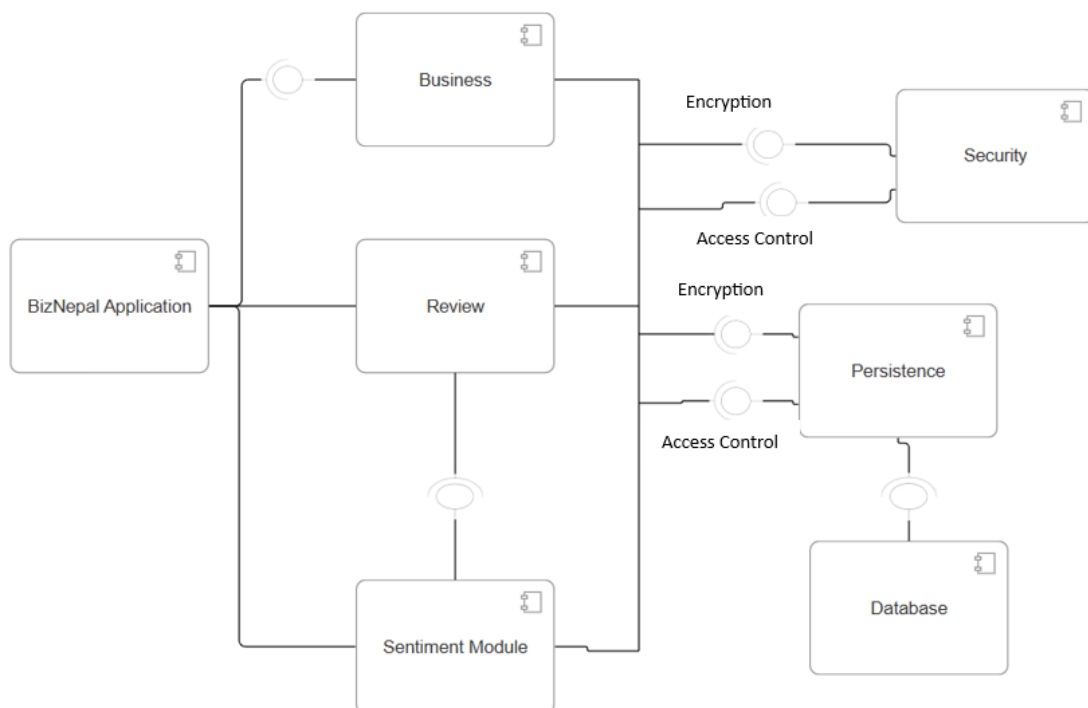 Business
Encryption
Security
Access Control
BizNepal Application
Review
Encryption
Persistence
Access Control
Database
Sentiment Module